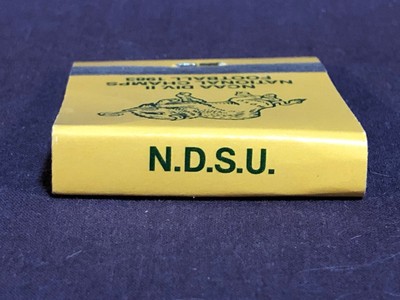 N.D.S.U.
NCAA DIV. II
NATIONAL CHAMPS
FOOTBALL 1983